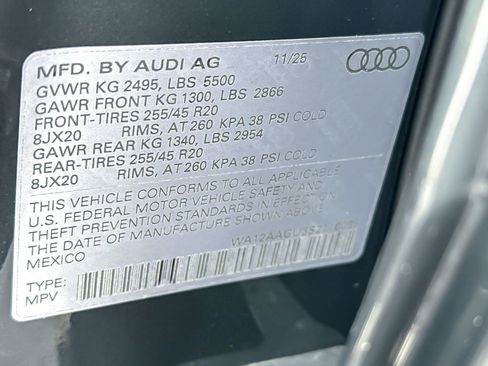 MFD. BY AUDI AG 11/25
GVWR KG 2495, LBS 5500
GAWR FRONT KG 1300, LBS 2866
FRONT-TIRES 255/45 R20
8JX20 RIMS, AT 260 KPA 38 PSI COLD
GAWR REAR KG 1340, LBS 2954
REAR-TIRES 255/45 R20
8JX20 RIMS, AT 260 KPA 38 PSI COLD
THIS VEHICLE CONFORMS TO ALL APPLICABLE
U.S. FEDERAL MOTOR VEHICLE SAFETY AND
THEFT PREVENTION STANDARDS IN EFFECT ON
THE DATE OF MANUFACTURE SHOWN ABOVE.
MEXICO
TYPE:
MPV